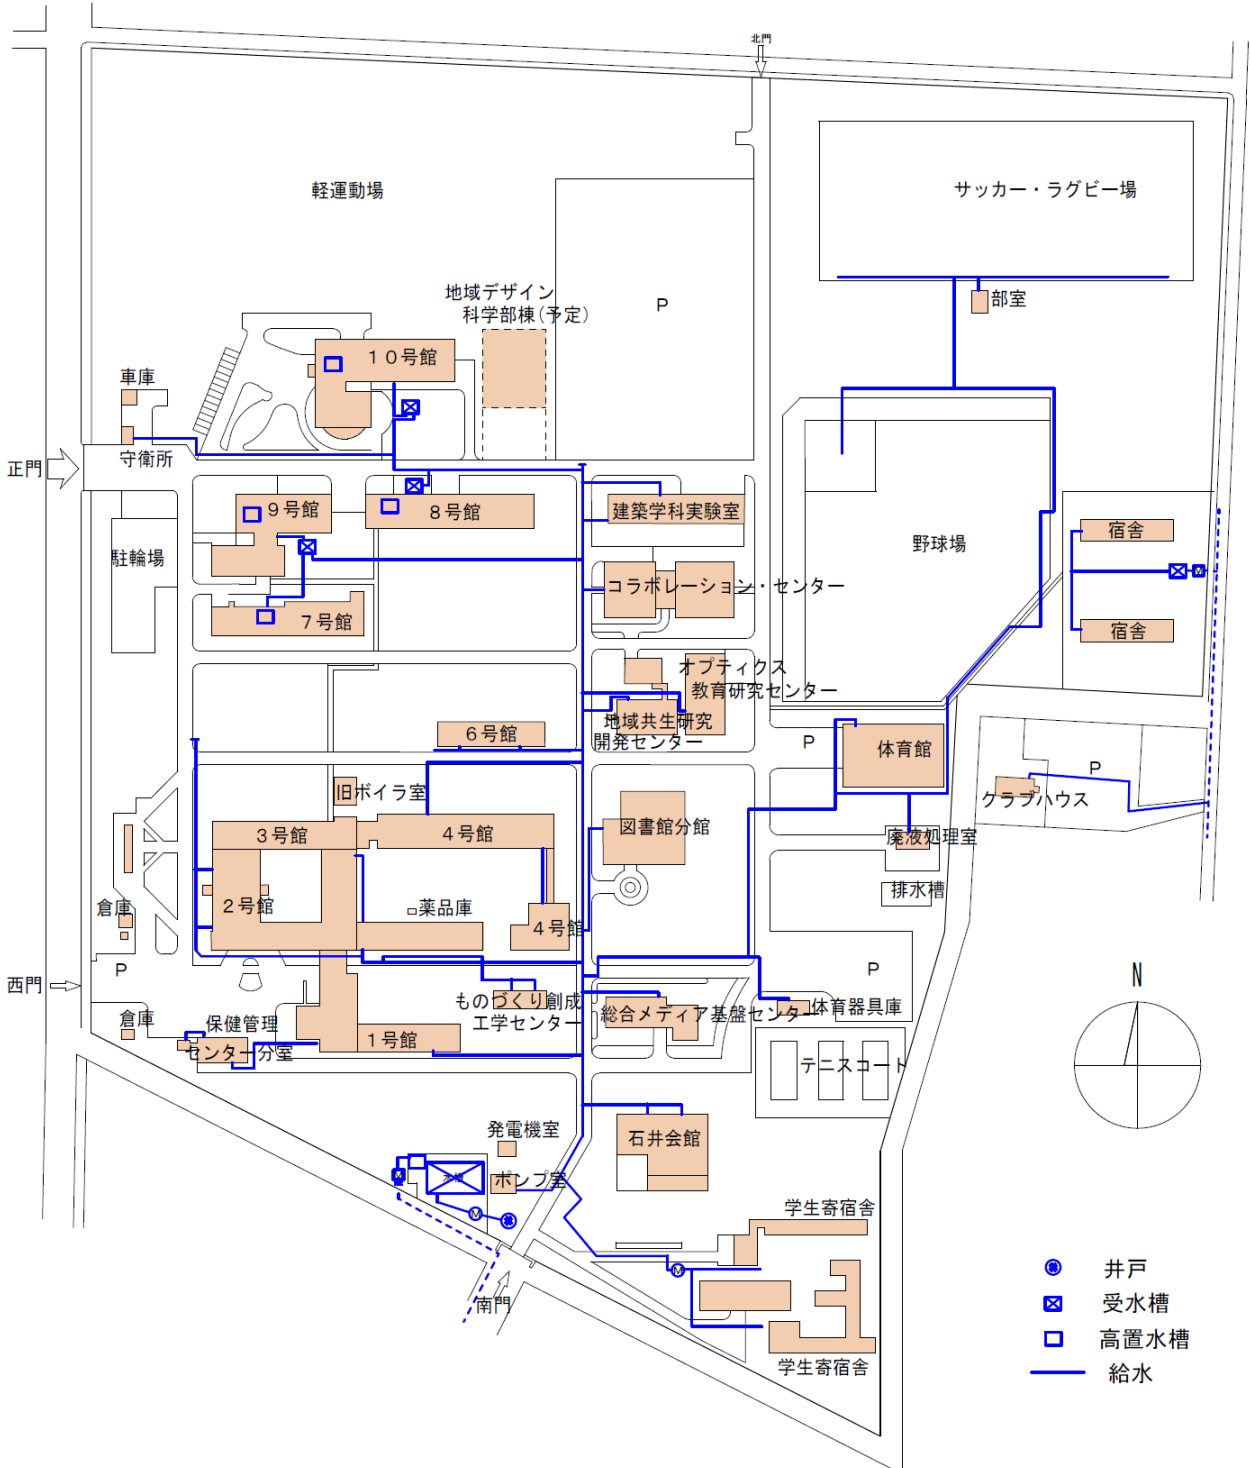 北門
軽運動場
サッカー・ラグビー場
地域デザイン
科学部棟(予定)
P
部室
10号館
車庫
守衛所
正門
9号館
8号館
建築学科実験室
駐輪場
野球場
宿舎
M
コラボレーション・センター
7号館
宿舎
オプティクス
教育研究センター
地域共生研究
開発センター
6号館
P
体育館
P
クラブハウス
旧ボイラ室
3号館
4号館
図書館分館
廃液処理室
排水槽
2号館
薬品庫
4号館
倉庫
P
P
西門
N
ものづくり創成
工学センター
総合メディア基盤センター
体育器具庫
倉庫
保健管理
センター分室
1号館
テニスコート
発電機室
石井会館
M
水槽
ポンプ室
M
学生寄宿舎
M
南門
学生寄宿舎
井戸
受水槽
高置水槽
給水